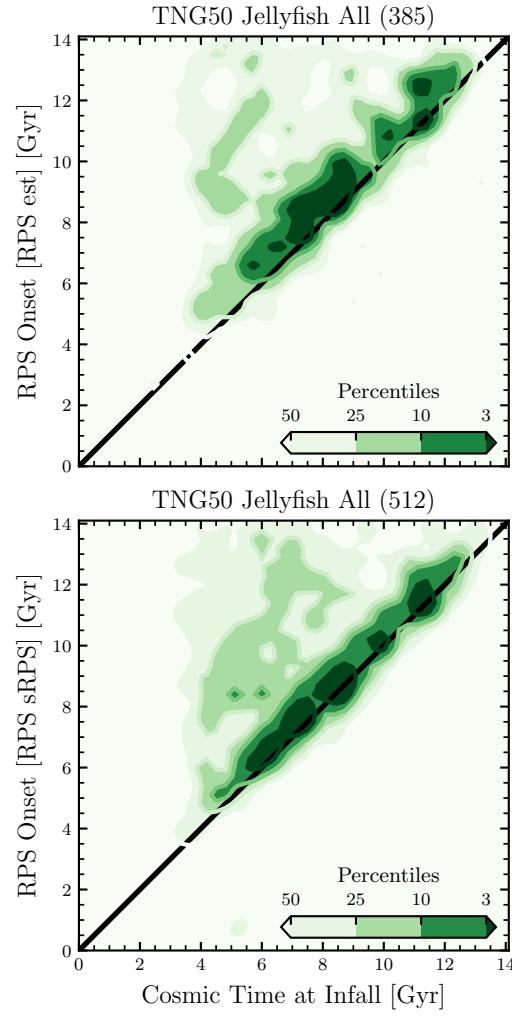 TNG50 Jellyfish All (385)
14
12
10
8
6
4
2
0
RPS Onset [RPS est] [Gyr]
Percentiles
50 25 10 3
TNG50 Jellyfish All (512)
14
12
10
8
6
4
2
0
RPS Onset [RPS sRPS] [Gyr]
Percentiles
50 25 10 3
0 2 4 6 8 10 12 14
Cosmic Time at Infall [Gyr]